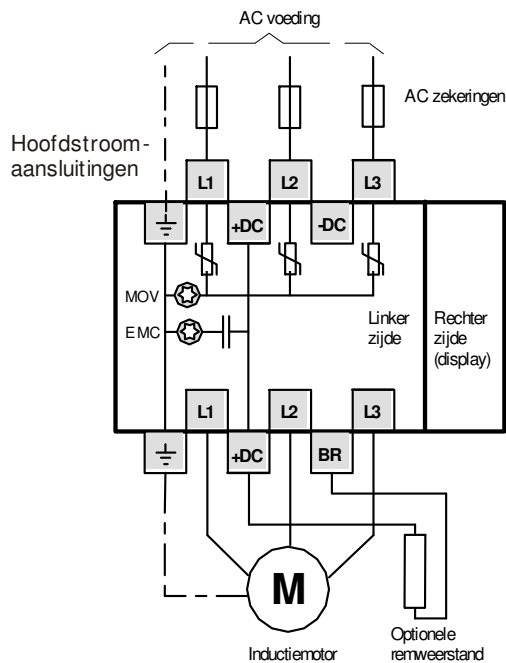 AC voeding
AC zekeringen
Hoofdstroom-
aansluitingen
L1 L2 L3
+DC -DC
MOV
EMC
Linker
zijde
Rechter
zijde
(display)
L1 L2 L3
+DC BR
M
Inductiemotor
Optionele
remweerstand